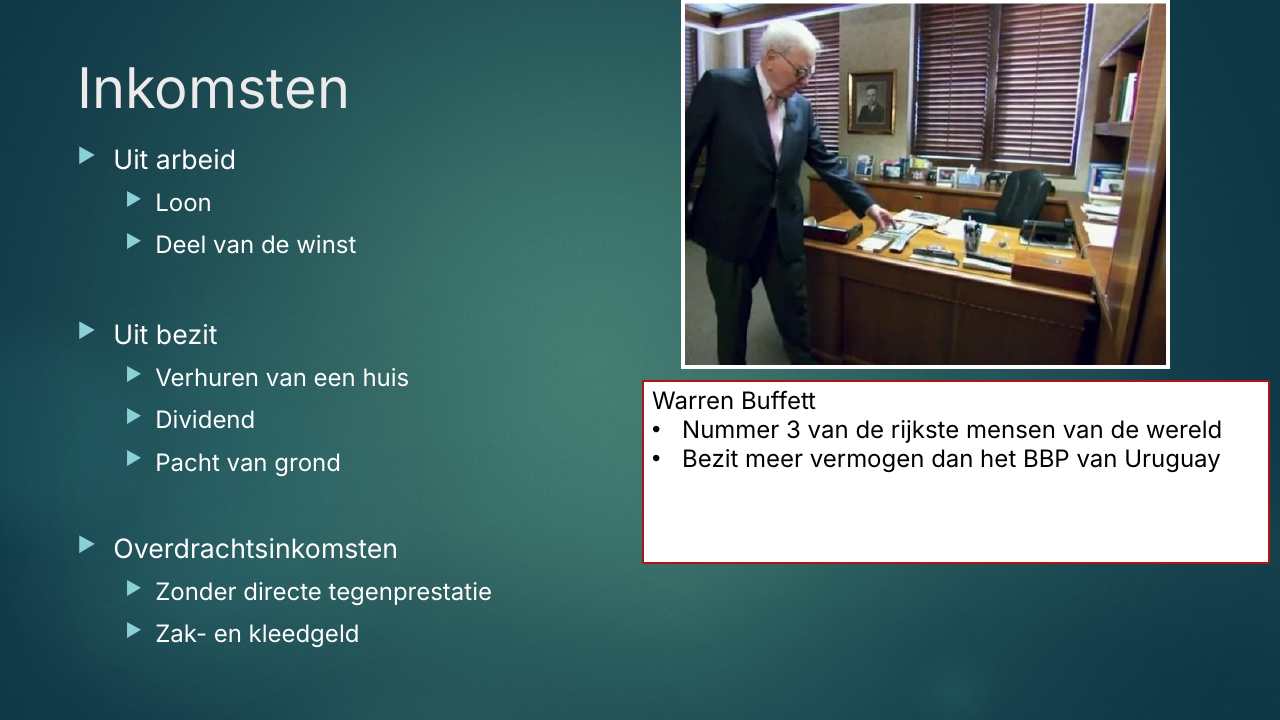 Inkomsten
Uit arbeid
Loon
Deel van de winst
Uit bezit
Verhuren van een huis
Dividend
Pacht van grond
Overdrachtsinkomsten
Zonder directe tegenprestatie
Zak- en kleedgeld
Warren Buffett
• Nummer 3 van de rijkste mensen van de wereld
• Bezit meer vermogen dan het BBP van Uruguay